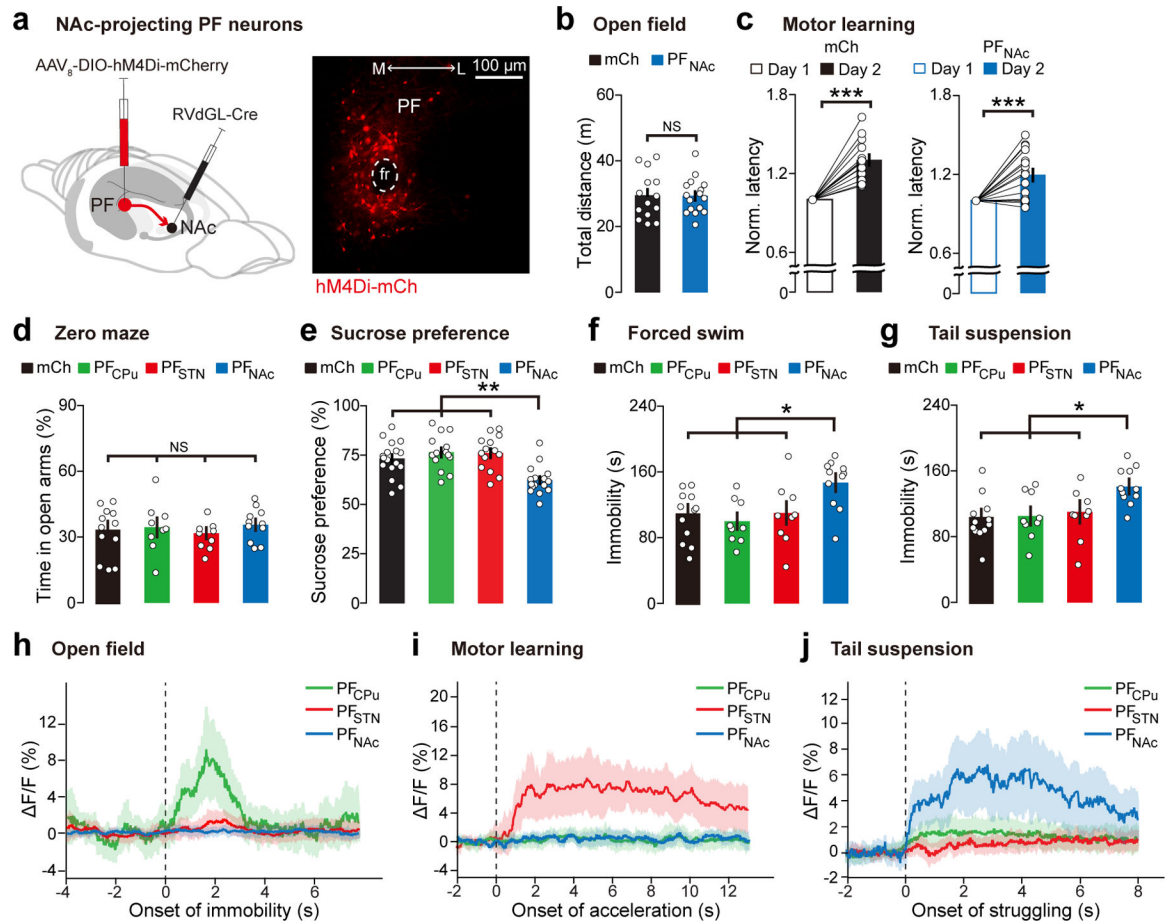 a NAc-projecting PF neurons
AAV8-DIO-hM4Di-mCherry
RVdGL-Cre
PF
NAc
M L
100 μm
PF
fr
hM4Di-mCh
b Open field
mCh PFNAc
Total distance (m)
60
40
20
0
NS
c Motor learning
mCh
Day 1 Day 2
Norm. latency
1.8
1.2
0.6
0
***
PFNAc
Day 1 Day 2
Norm. latency
1.8
1.2
0.6
0
***
d Zero maze
mCh PFCPu PFSTN PFNAc
Time in open arms (%)
90
60
30
0
NS
e Sucrose preference
mCh PFCPu PFSTN PFNAc
Sucrose preference (%)
100
75
50
25
0
**
f Forced swim
mCh PFCPu PFSTN PFNAc
Immobility (s)
240
160
80
0
*
g Tail suspension
mCh PFCPu PFSTN PFNAc
Immobility (s)
240
160
80
0
*
h Open field
PFCPu
PFSTN
PFNAc
ΔF/F (%)
12
8
4
0
-4 -2 0 2 4 6
Onset of immobility (s)
i Motor learning
PFCPu
PFSTN
PFNAc
ΔF/F (%)
20
16
12
8
4
0
-2 0 2 4 6 8 10 12
Onset of acceleration (s)
j Tail suspension
PFCPu
PFSTN
PFNAc
ΔF/F (%)
14
12
10
8
6
4
2
0
-2 0 2 4 6 8
Onset of struggling (s)